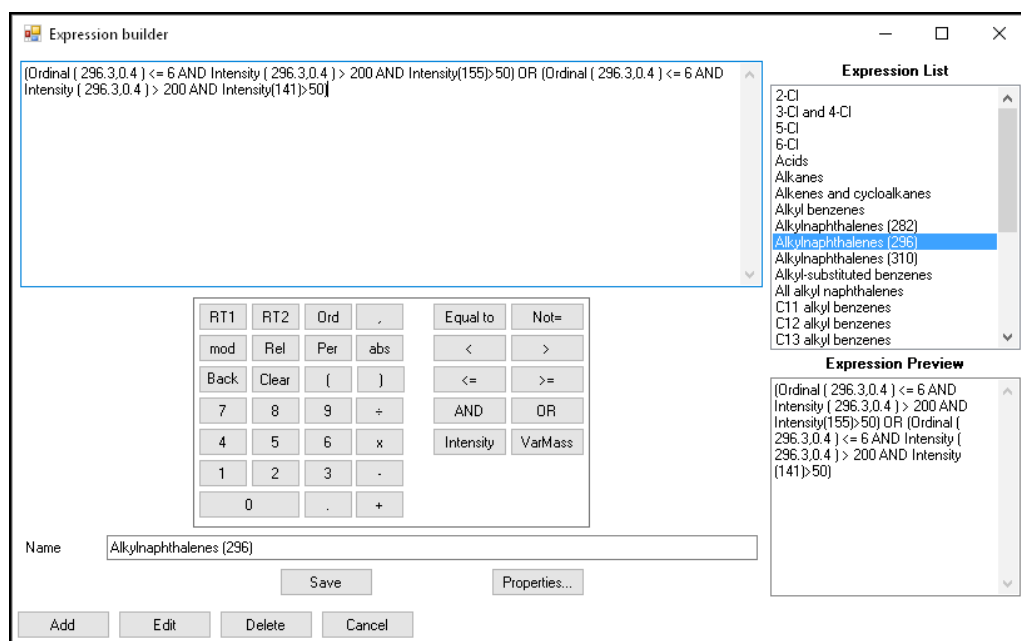 Expression builder
(Ordinal ( 296.3,0.4 ) <= 6 AND Intensity ( 296.3,0.4 ) > 200 AND Intensity(155)>50) OR (Ordinal ( 296.3,0.4 ) <= 6 AND
Intensity ( 296.3,0.4 ) > 200 AND Intensity(141)>50)
Expression List
2-Cl
3-Cl and 4-Cl
5-Cl
6-Cl
Acids
Alkanes
Alkenes and cycloalkanes
Alkyl benzenes
Alkylnaphthalenes (282)
Alkylnaphthalenes (296)
Alkylnaphthalenes (310)
Alkyl-substituted benzenes
All alkyl naphthalenes
C11 alkyl benzenes
C12 alkyl benzenes
C13 alkyl benzenes
RT1 RT2 Ord , Equal to Not=
mod Rel Per abs < >
Back Clear ( ) <= >=
7 8 9 ÷ AND OR
4 5 6 x Intensity VarMass
1 2 3 -
0 . +
Expression Preview
(Ordinal ( 296.3,0.4 ) <= 6 AND
Intensity ( 296.3,0.4 ) > 200 AND
Intensity(155)>50) OR (Ordinal (
296.3,0.4 ) <= 6 AND Intensity (
296.3,0.4 ) > 200 AND Intensity
(141)>50)
Name Alkylnaphthalenes (296)
Save Properties...
Add Edit Delete Cancel